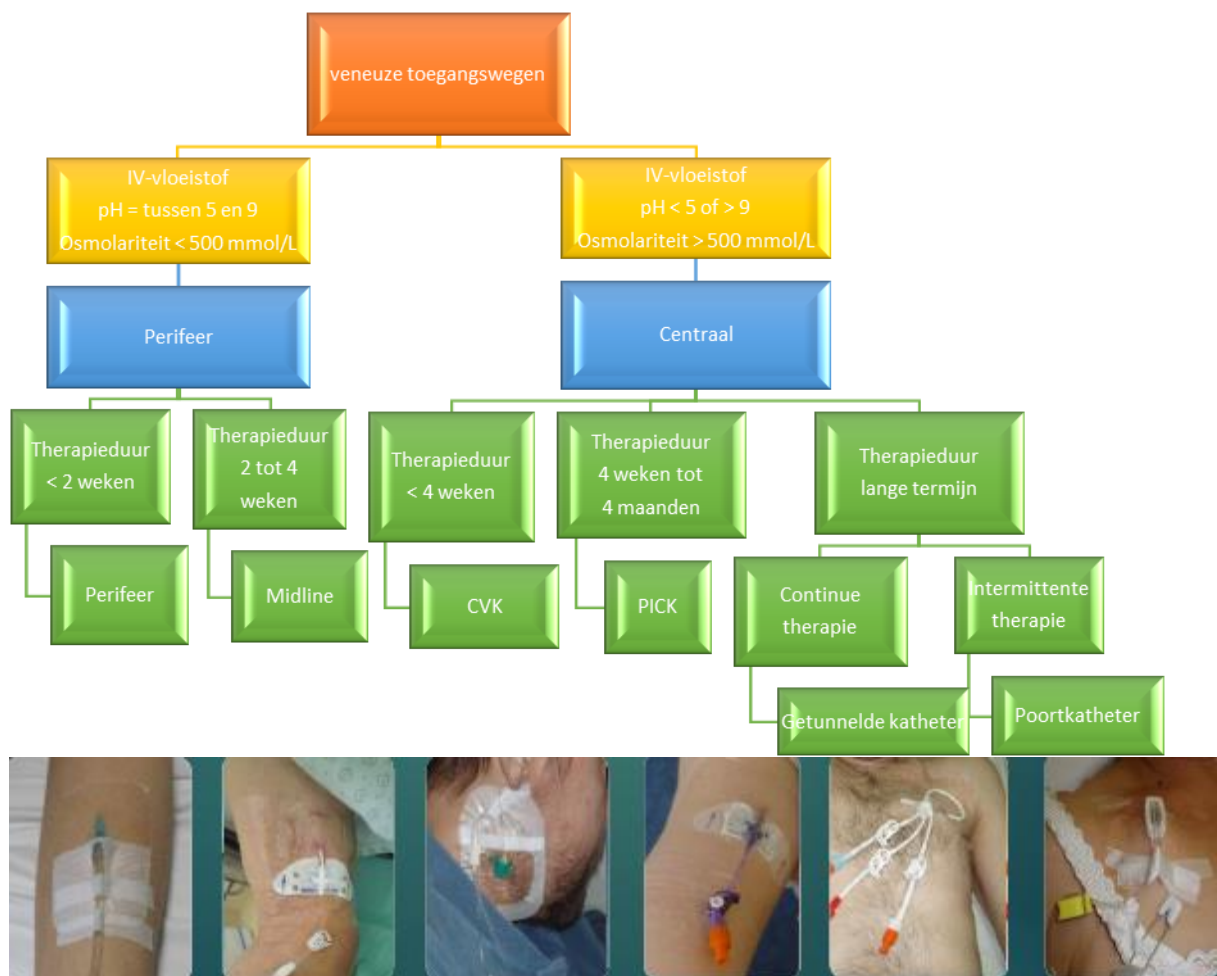 veneuze toegangswegen
IV-vloeistof
pH = tussen 5 en 9
Osmolariteit < 500 mmol/L
IV-vloeistof
pH < 5 of > 9
Osmolariteit > 500 mmol/L
Perifeer
Centraal
Therapieduur
< 2 weken
Therapieduur
2 tot 4
weken
Therapieduur
< 4 weken
Therapieduur
4 weken tot
4 maanden
Therapieduur
lange termijn
Perifeer
Midline
CVK
PICK
Continue
therapie
Intermittente
therapie
Getunnelde katheter
Poortkatheter